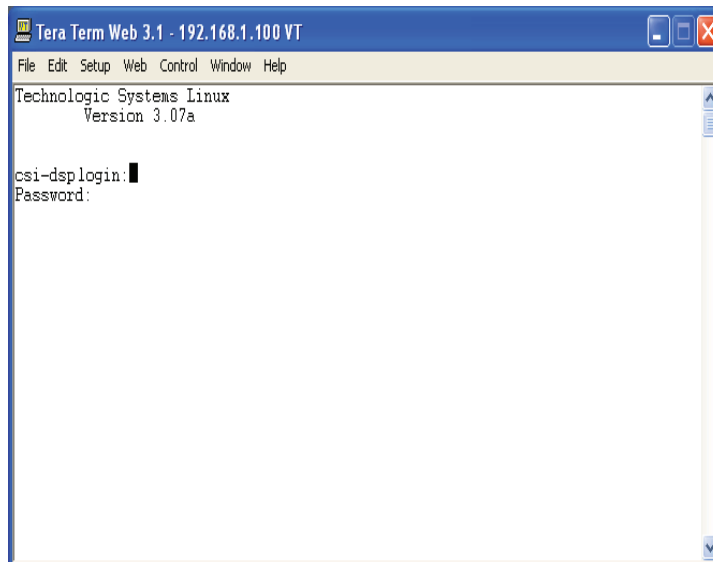 Tera Term Web 3.1 - 192.168.1.100 VT
File Edit Setup Web Control Window Help
Technologic Systems Linux
Version 3.07a
csi-dsplogin:
Password: